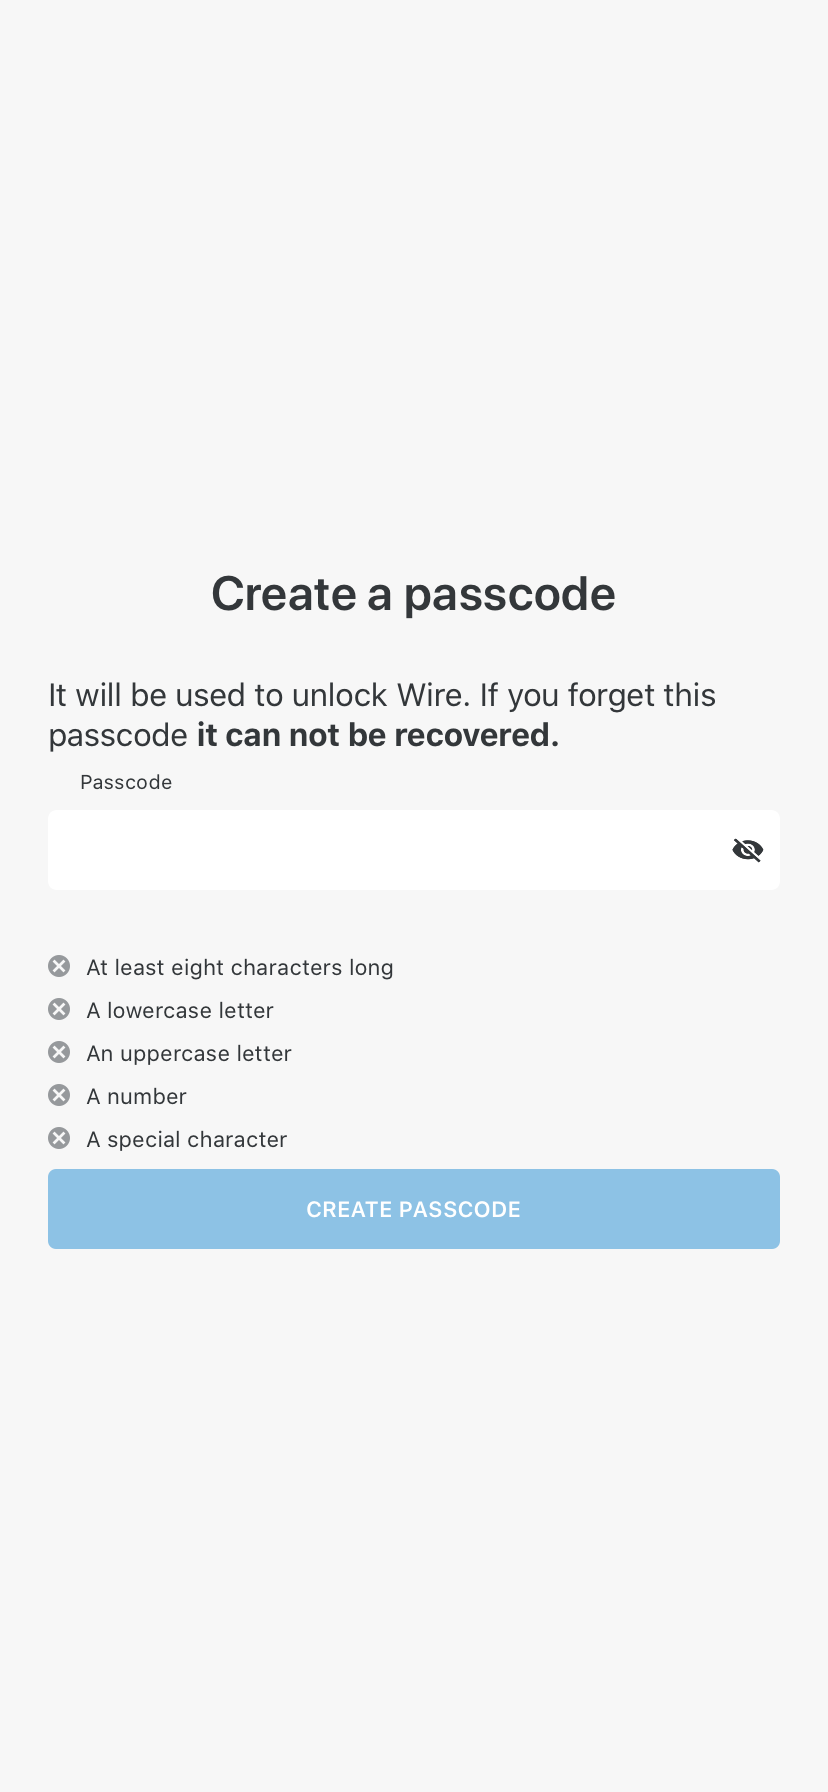 Create a passcode
It will be used to unlock Wire. If you forget this
passcode it can not be recovered.
Passcode
At least eight characters long
A lowercase letter
An uppercase letter
A number
A special character
CREATE PASSCODE